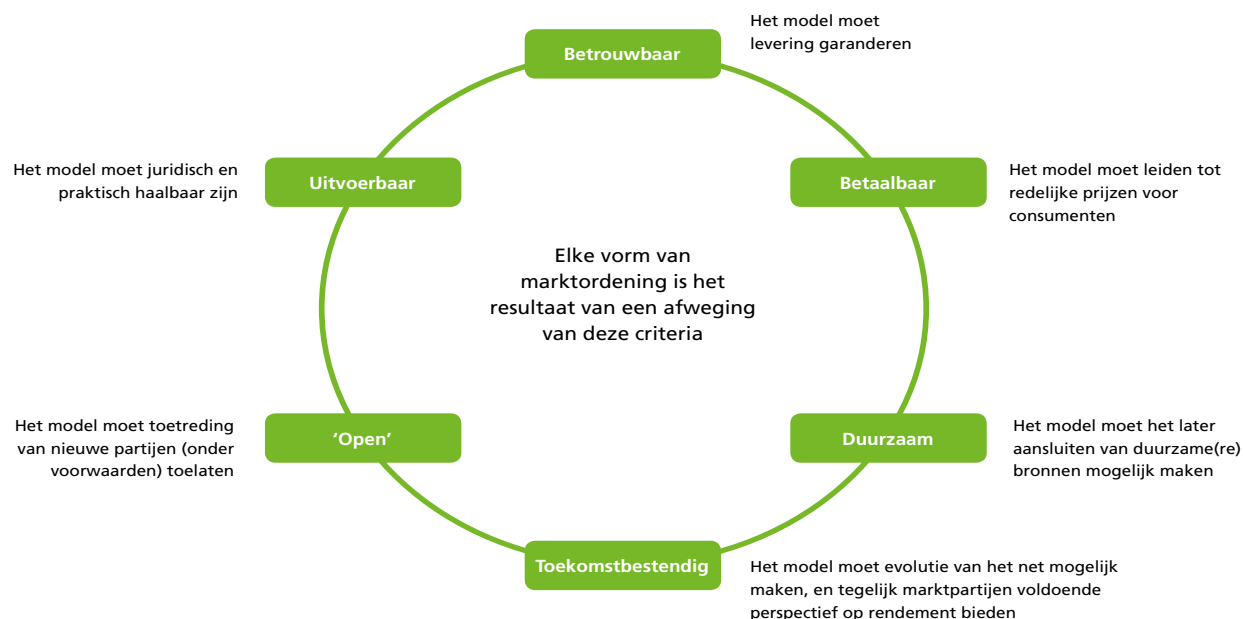 Betrouwbaar
Het model moet
levering garanderen
Uitvoerbaar
Het model moet juridisch en
praktisch haalbaar zijn
Betaalbaar
Het model moet leiden tot
redelijke prijzen voor
consumenten
Elke vorm van
marktordening is het
resultaat van een afweging
van deze criteria
'Open'
Het model moet toetreding
van nieuwe partijen (onder
voorwaarden) toelaten
Duurzaam
Het model moet het later
aansluiten van duurzame(re)
bronnen mogelijk maken
Toekomstbestendig
Het model moet evolutie van het net mogelijk
maken, en tegelijk marktpartijen voldoende
perspectief op rendement bieden